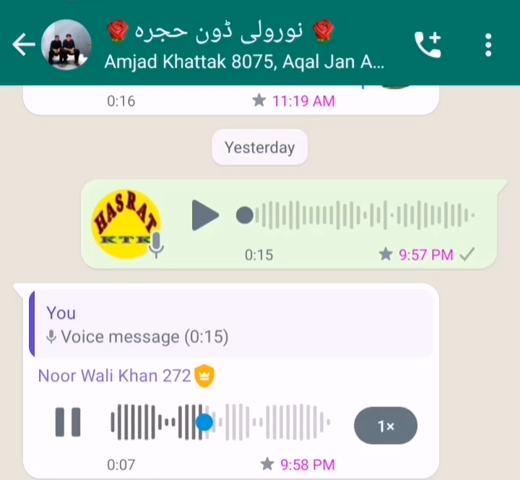 🌹 نورولی ڈون حجره 🌹
Amjad Khattak 8075, Aqal Jan A...
0:16 11:19 AM
Yesterday
HASRAT
KTK
0:15 9:57 PM
You
Voice message (0:15)
Noor Wali Khan 272
1×
0:07 9:58 PM